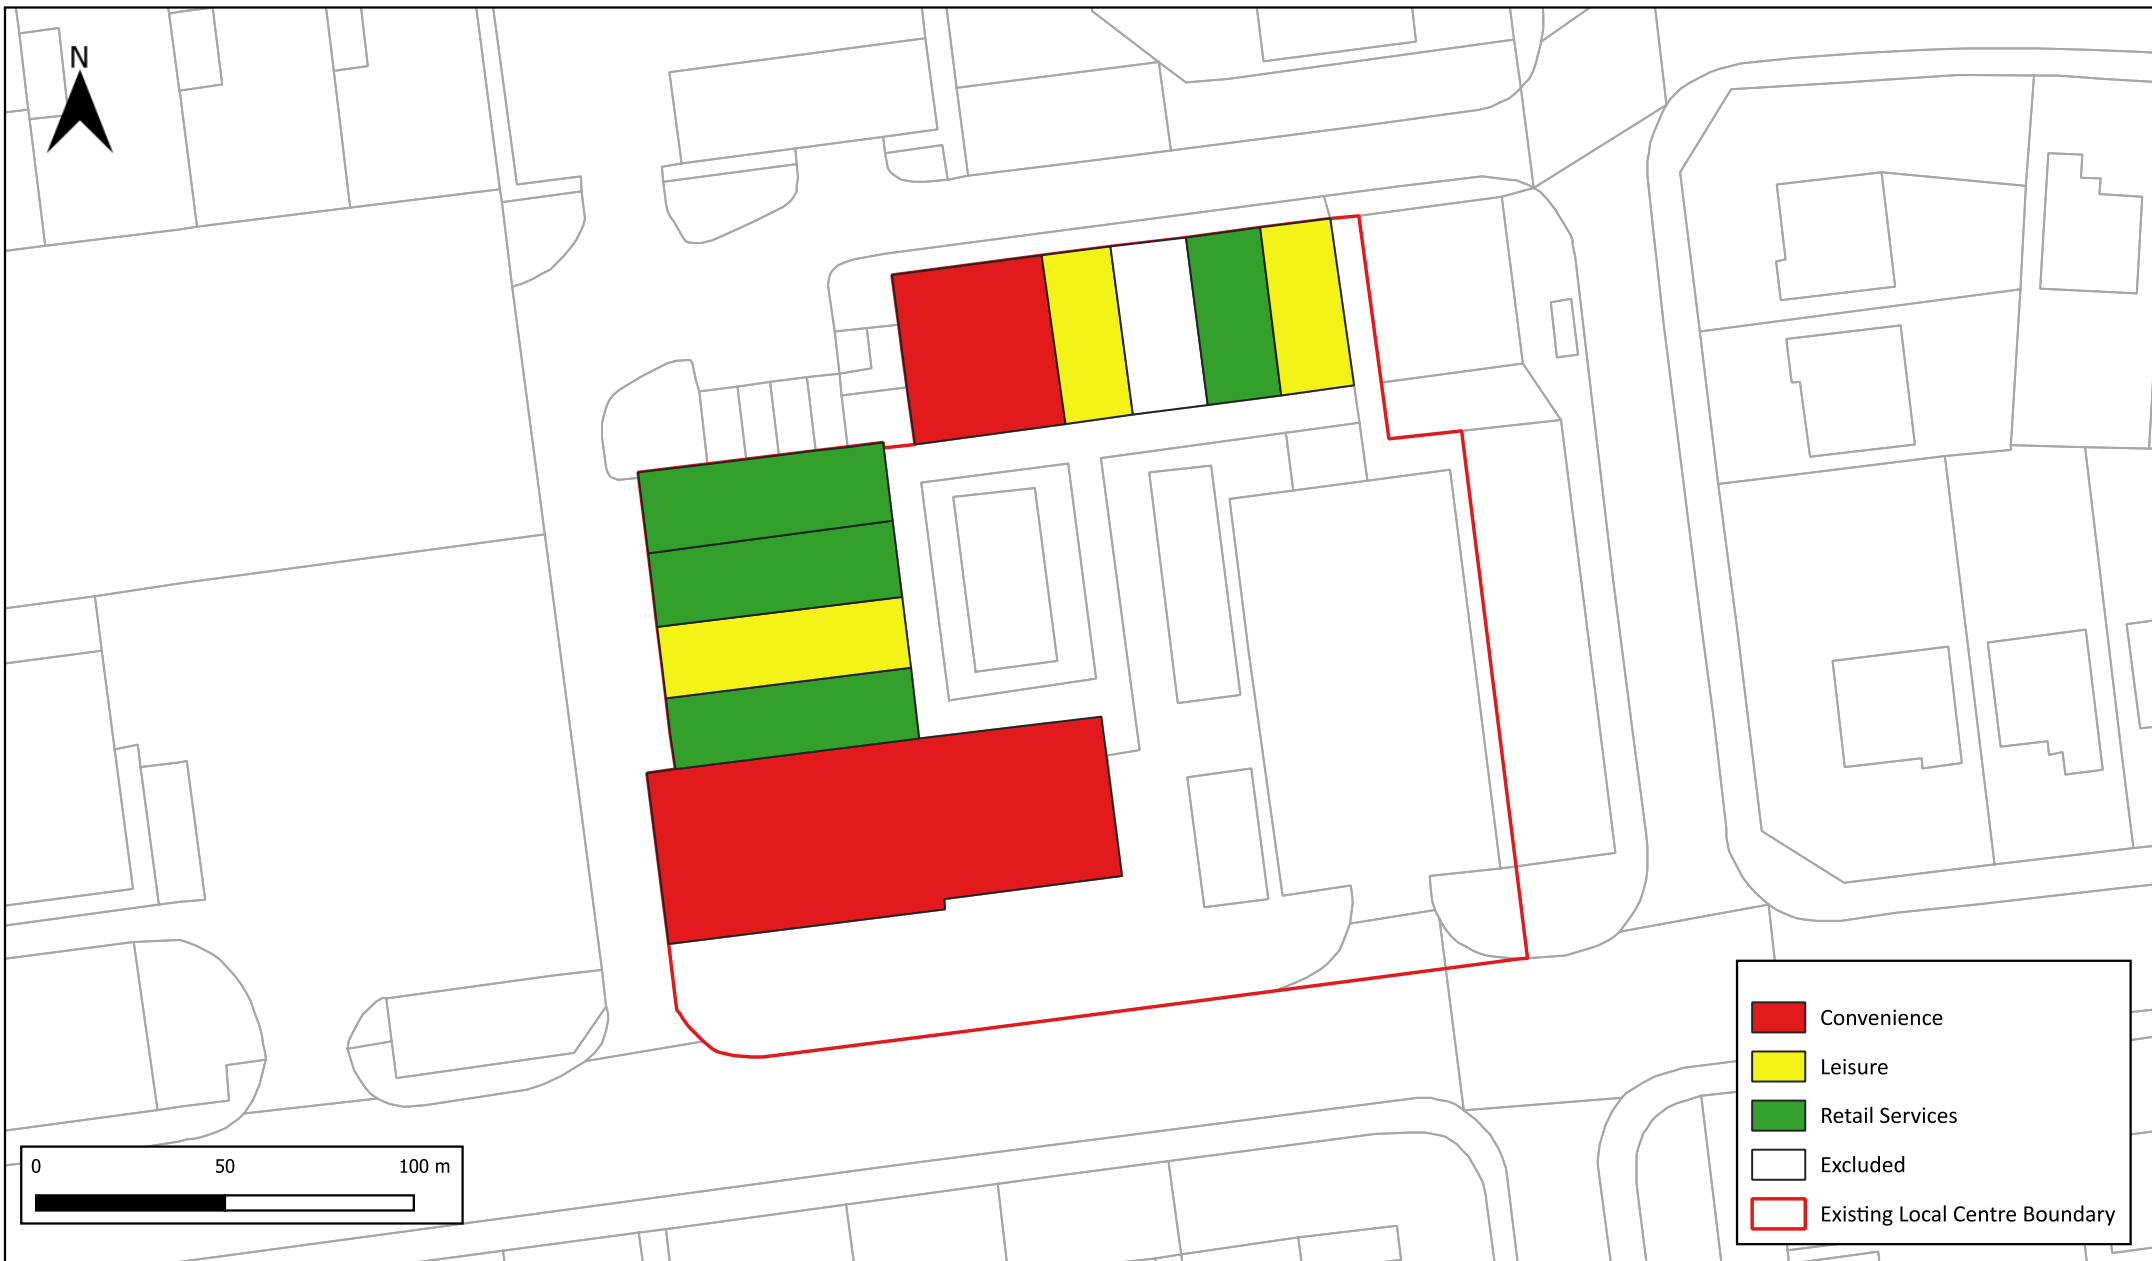 N
Convenience
Leisure
Retail Services
Excluded
Existing Local Centre Boundary
0 50 100 m